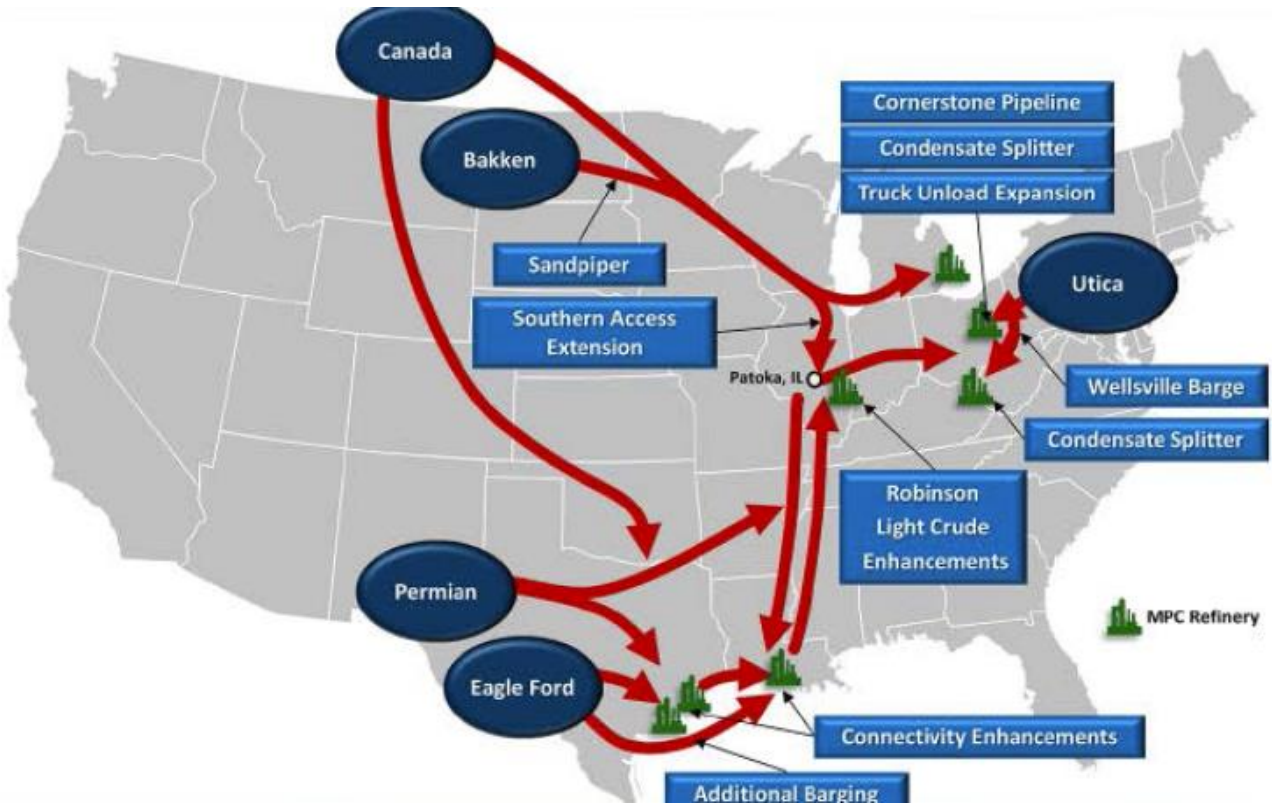 Canada
Cornerstone Pipeline
Bakken
Condensate Splitter
Truck Unload Expansion
Sandpiper
Utica
Southern Access
Extension
Patoka, IL
Wellsville Barge
Condensate Splitter
Robinson
Light Crude
Enhancements
Permian
MPC Refinery
Eagle Ford
Connectivity Enhancements
Additional Barging